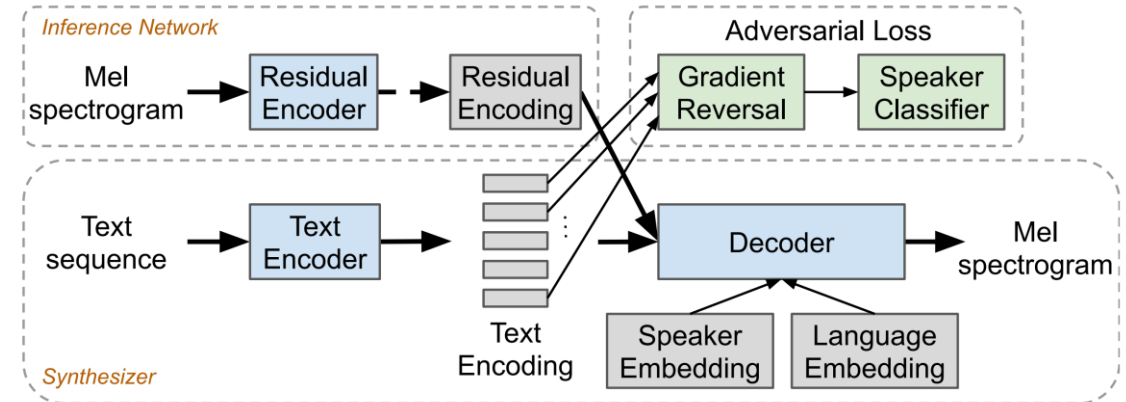 Inference Network
Mel
spectrogram
Residual
Encoder
Residual
Encoding
Adversarial Loss
Gradient
Reversal
Speaker
Classifier
Text
sequence
Text
Encoder
Text
Encoding
Decoder
Mel
spectrogram
Speaker
Embedding
Language
Embedding
Synthesizer